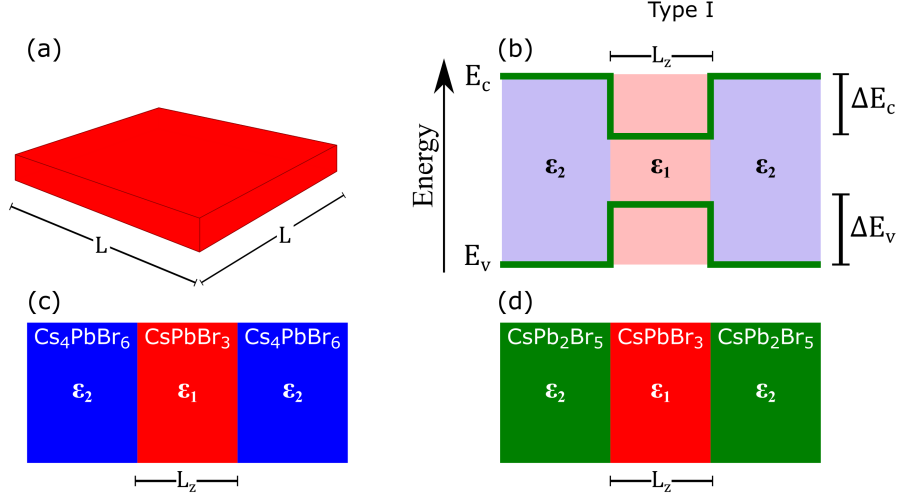 Type I
(a)
(b)
L
L
Energy
E_c
E_v
L_z
ε_2
ε_1
ε_2
ΔE_c
ΔE_v
(c)
Cs_4PbBr_6 CsPbBr_3 Cs_4PbBr_6
ε_2 ε_1 ε_2
L_z
(d)
CsPb_2Br_5 CsPbBr_3 CsPb_2Br_5
ε_2 ε_1 ε_2
L_z